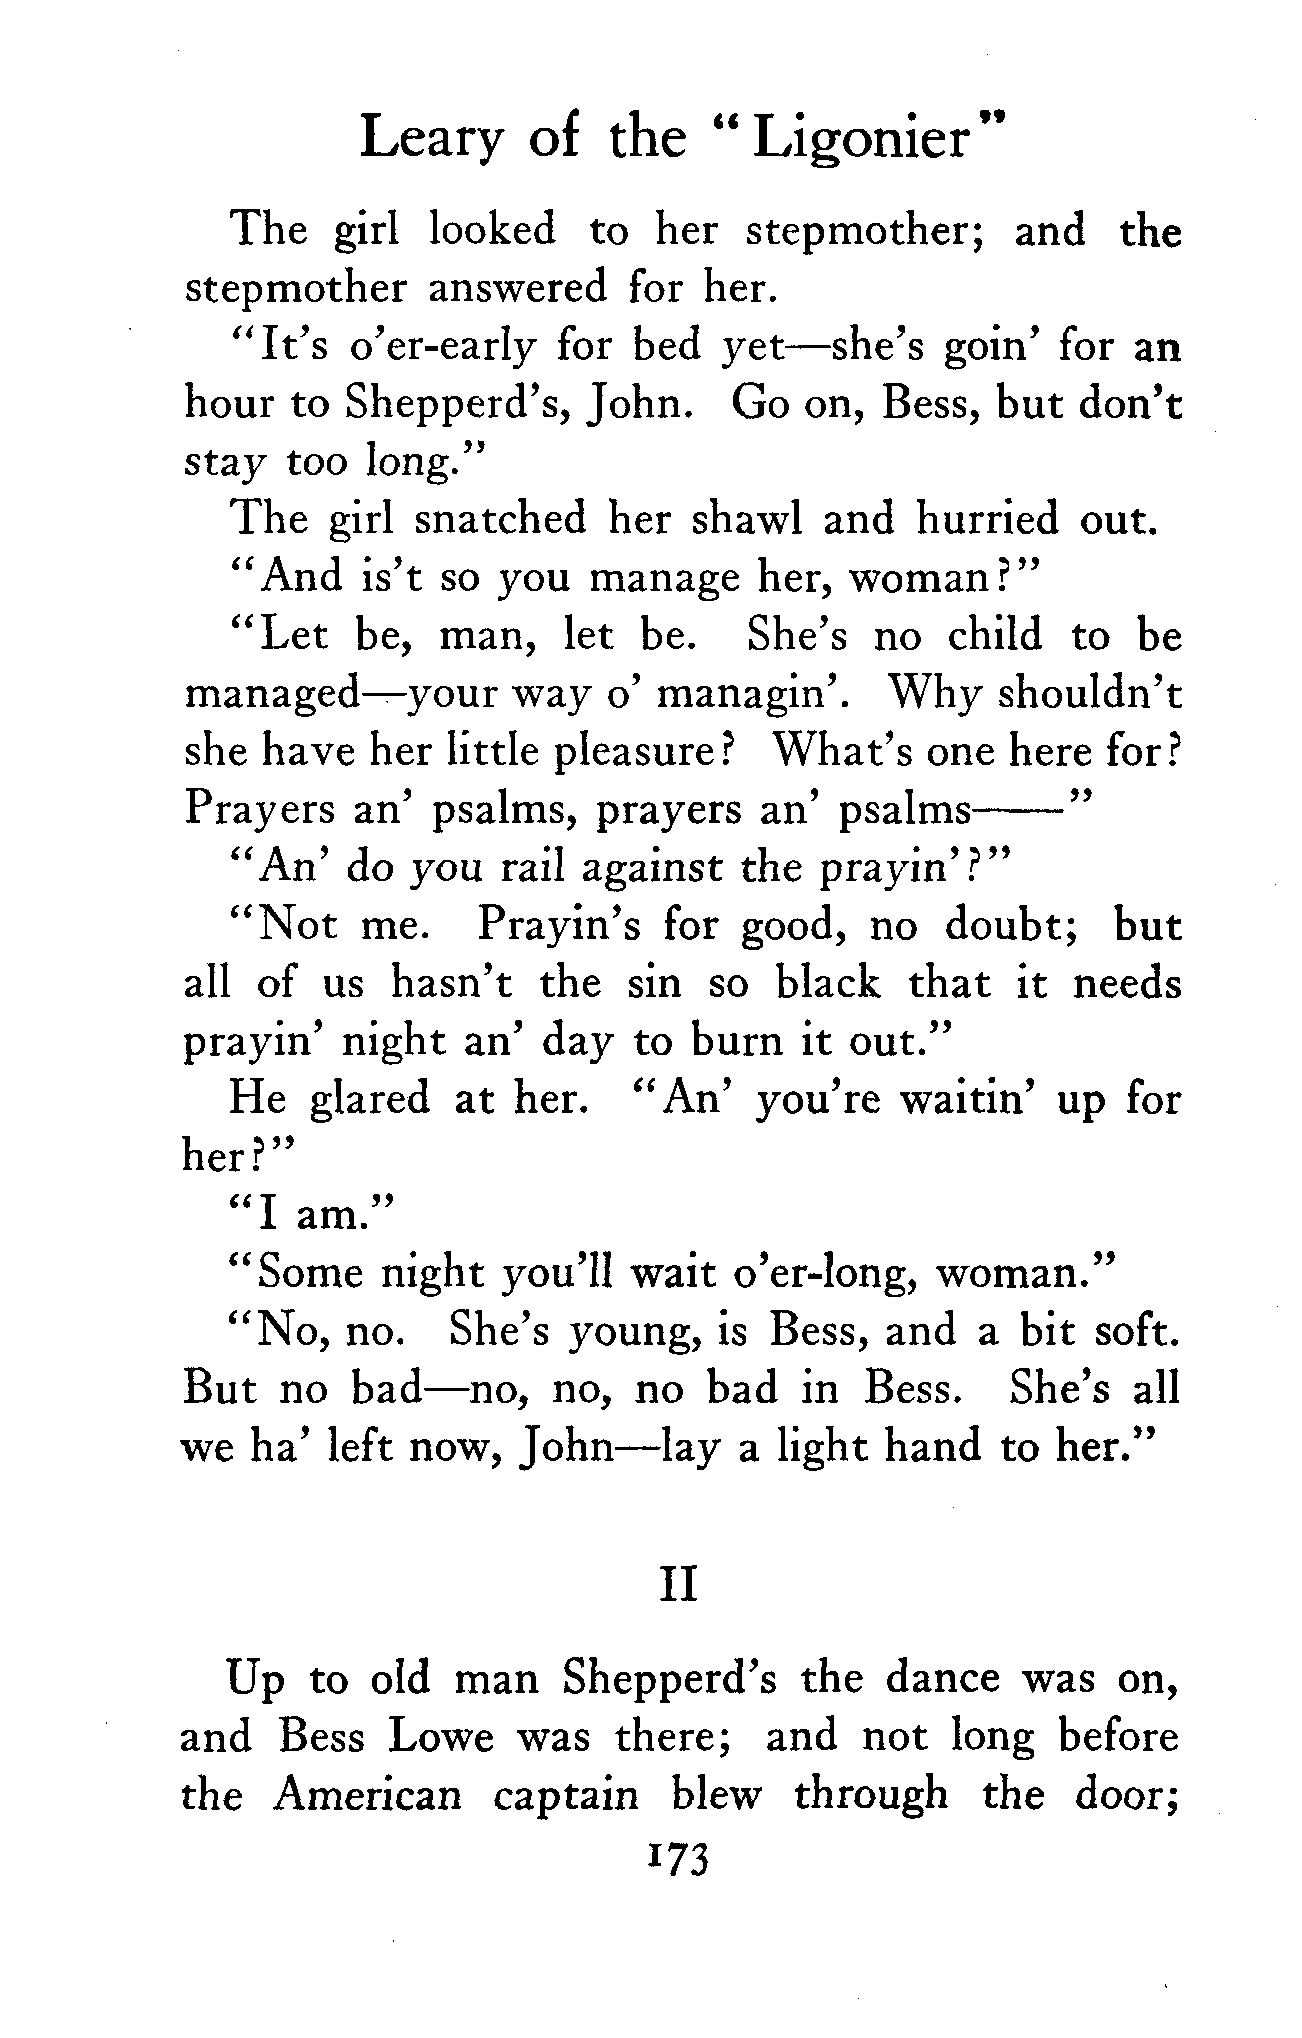 Leary of the “Ligonier”
The girl looked to her stepmother; and the
stepmother answered for her.
“It’s o’er-early for bed yet—she’s goin’ for an
hour to Shepperd’s, John. Go on, Bess, but don’t
stay too long.”
The girl snatched her shawl and hurried out.
“And is’t so you manage her, woman?”
“Let be, man, let be. She’s no child to be
managed—your way o’ managin’. Why shouldn’t
she have her little pleasure? What’s one here for?
Prayers an’ psalms, prayers an’ psalms——”
“An’ do you rail against the prayin’?”
“Not me. Prayin’s for good, no doubt; but
all of us hasn’t the sin so black that it needs
prayin’ night an’ day to burn it out.”
He glared at her. “An’ you’re waitin’ up for
her?”
“I am.”
“Some night you’ll wait o’er-long, woman.”
“No, no. She’s young, is Bess, and a bit soft.
But no bad—no, no, no bad in Bess. She’s all
we ha’ left now, John—lay a light hand to her.”
II
Up to old man Shepperd’s the dance was on,
and Bess Lowe was there; and not long before
the American captain blew through the door;
173